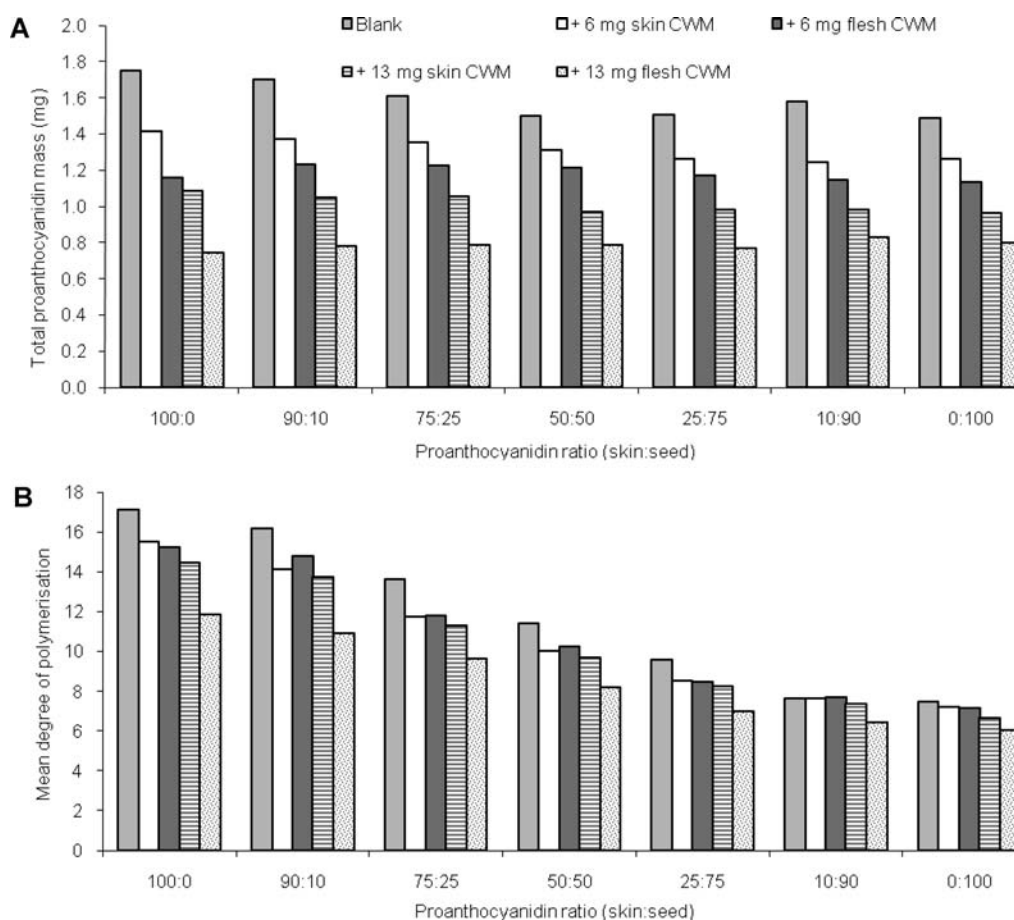 A
Blank
+ 6 mg skin CWM
+ 6 mg flesh CWM
+ 13 mg skin CWM
+ 13 mg flesh CWM
Total proanthocyanidin mass (mg)
2.0
1.8
1.6
1.4
1.2
1.0
0.8
0.6
0.4
0.2
0.0
100:0 90:10 75:25 50:50 25:75 10:90 0:100
Proanthocyanidin ratio (skin:seed)
B
Mean degree of polymerisation
18
16
14
12
10
8
6
4
2
0
100:0 90:10 75:25 50:50 25:75 10:90 0:100
Proanthocyanidin ratio (skin:seed)